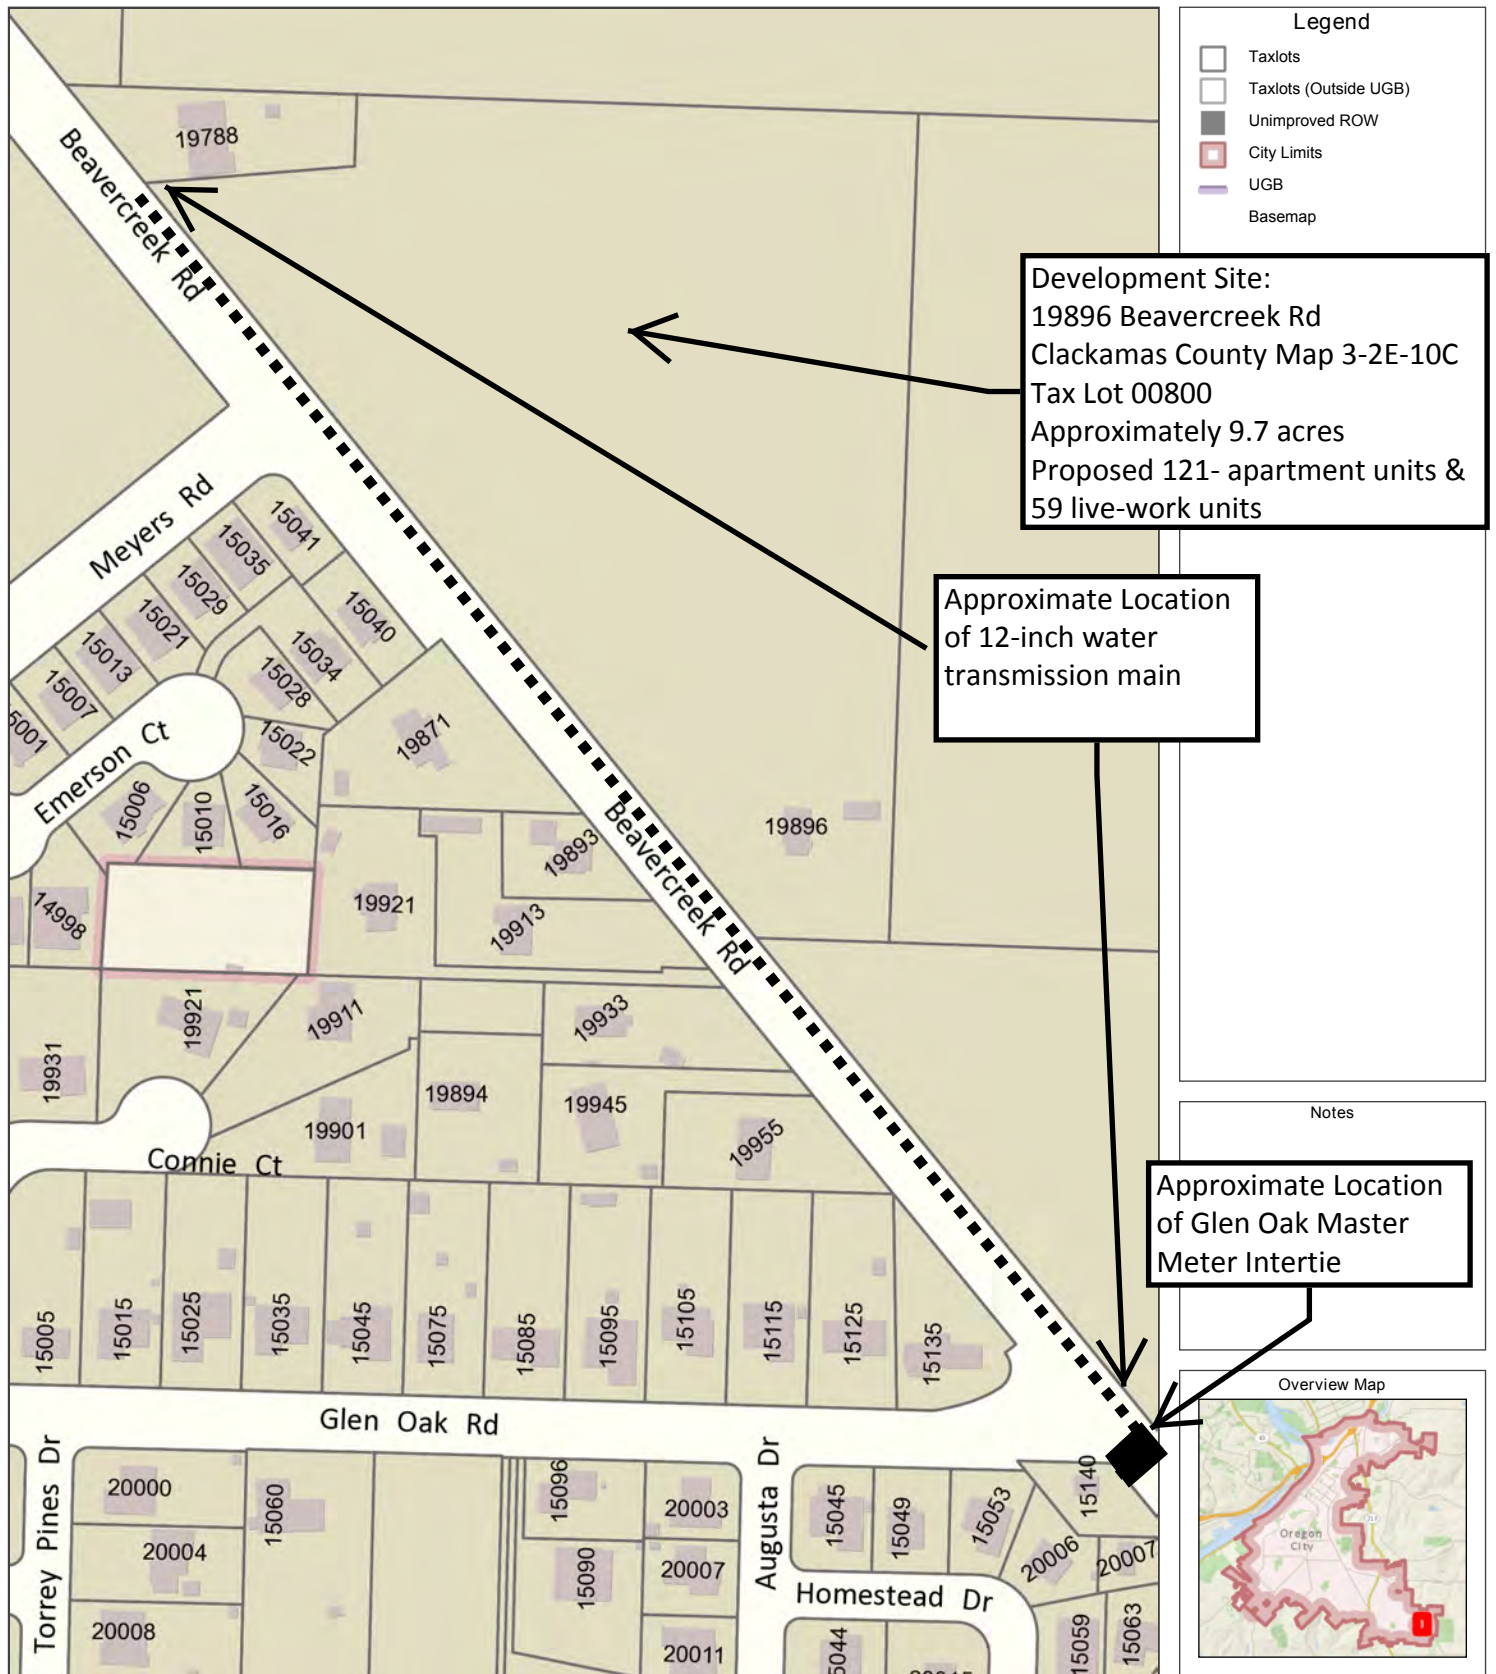 Legend
Taxlots
Taxlots (Outside UGB)
Unimproved ROW
City Limits
UGB
Basemap
19788
Beavercreek Rd
Development Site:
19896 Beavercreek Rd
Clackamas County Map 3-2E-10C
Tax Lot 00800
Approximately 9.7 acres
Proposed 121- apartment units &
59 live-work units
Meyers Rd
15041
15035
15029
15021
15013
15007
5001
15040
15034
15028
15022
Approximate Location
of 12-inch water
transmission main
Emerson Ct
15006
15010
15016
19871
Beavercreek Rd
19896
19893
19921
19913
14998
19921
19911
19933
19931
19894
19945
19901
19955
Connie Ct
Notes
Approximate Location
of Glen Oak Master
Meter Intertie
15005
15015
15025
15035
15045
15075
15085
15095
15105
15115
15125
15135
Overview Map
Oregon
City
Glen Oak Rd
Torrey Pines Dr
Augusta Dr
20000
15060
15096
20003
15045
15049
15053
15140
20004
15090
20007
20006
20007
Homestead Dr
20008
20011
5044
15059
15063